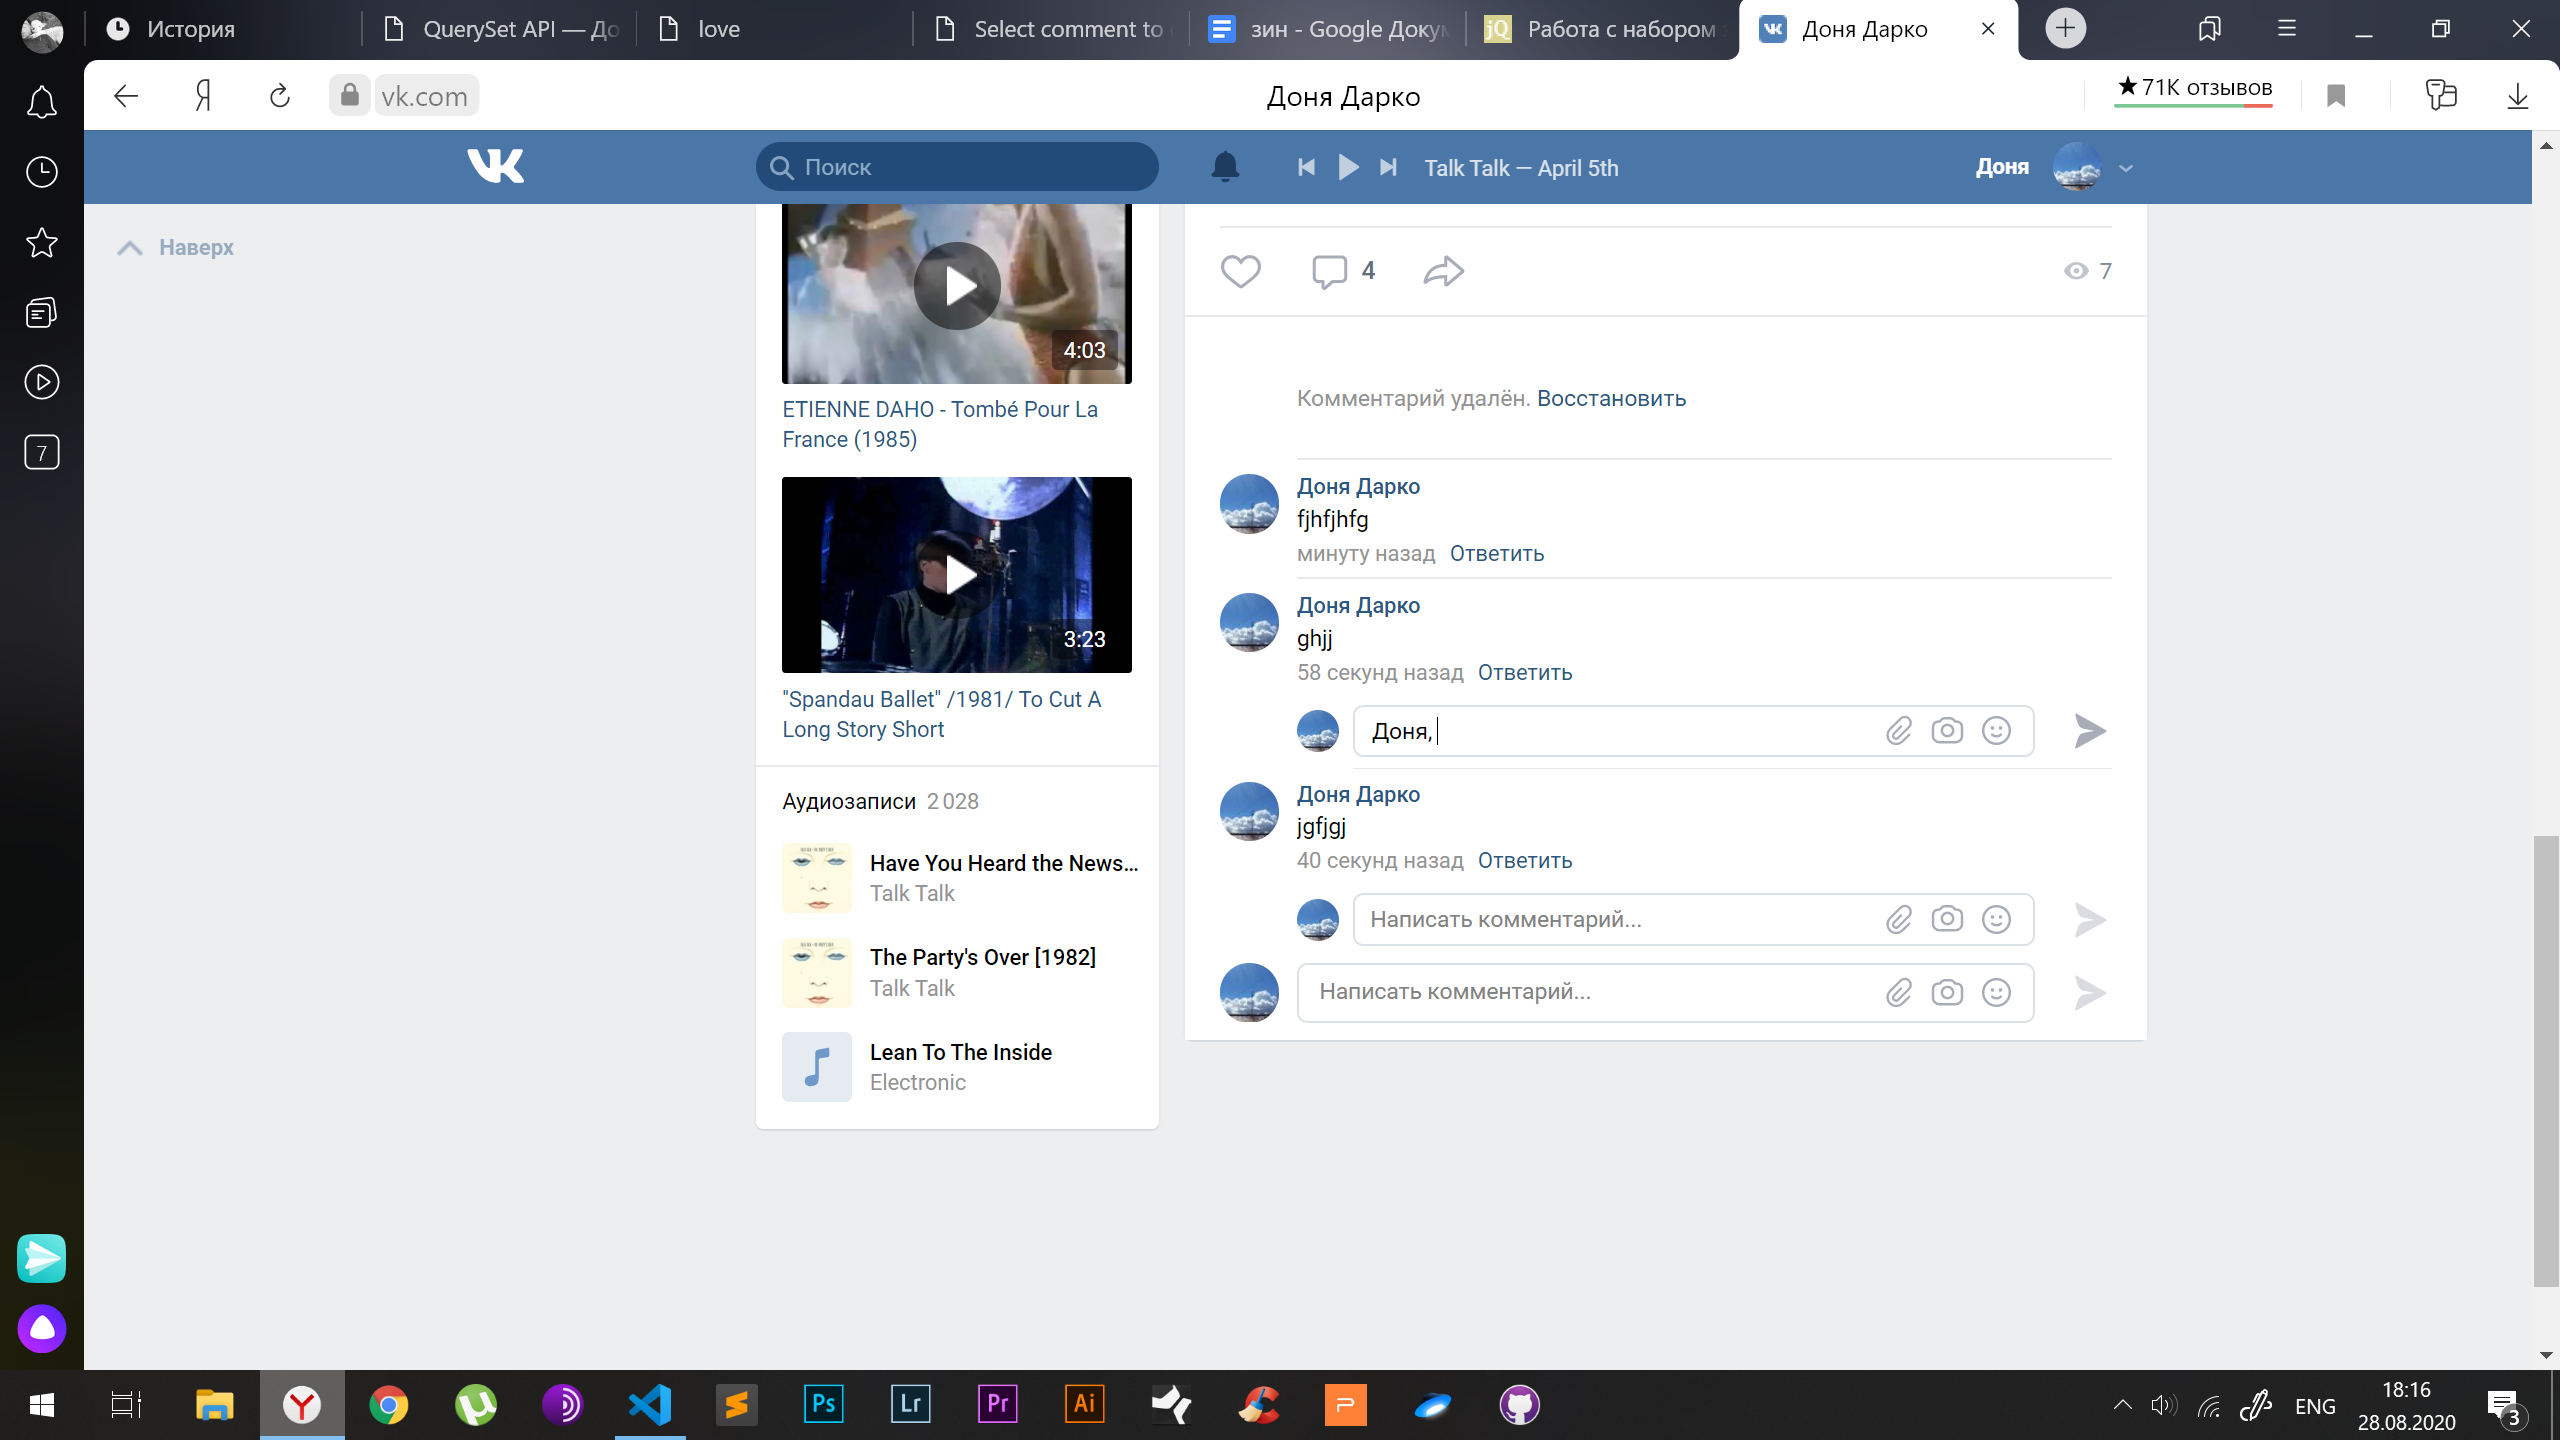 История
QuerySet API — До
love
Select comment to
зин - Google Докум
jQ
Работа с набором
Доня Дарко
Я
vk.com
Доня Дарко
★ 71К отзывов
Поиск
Talk Talk — April 5th
Доня
Наверх
7
4:03
ETIENNE DAHO - Tombé Pour La
France (1985)
3:23
"Spandau Ballet" /1981/ To Cut A
Long Story Short
Аудиозаписи 2 028
Have You Heard the News...
Talk Talk
The Party's Over [1982]
Talk Talk
Lean To The Inside
Electronic
4
7
Комментарий удалён. Восстановить
Доня Дарко
fjhfjhfg
минуту назад Ответить
Доня Дарко
ghjj
58 секунд назад Ответить
Доня,
Доня Дарко
jgfjgj
40 секунд назад Ответить
Написать комментарий...
Написать комментарий...
Ps
Lr
Pr
Ai
ENG
18:16
28.08.2020
3